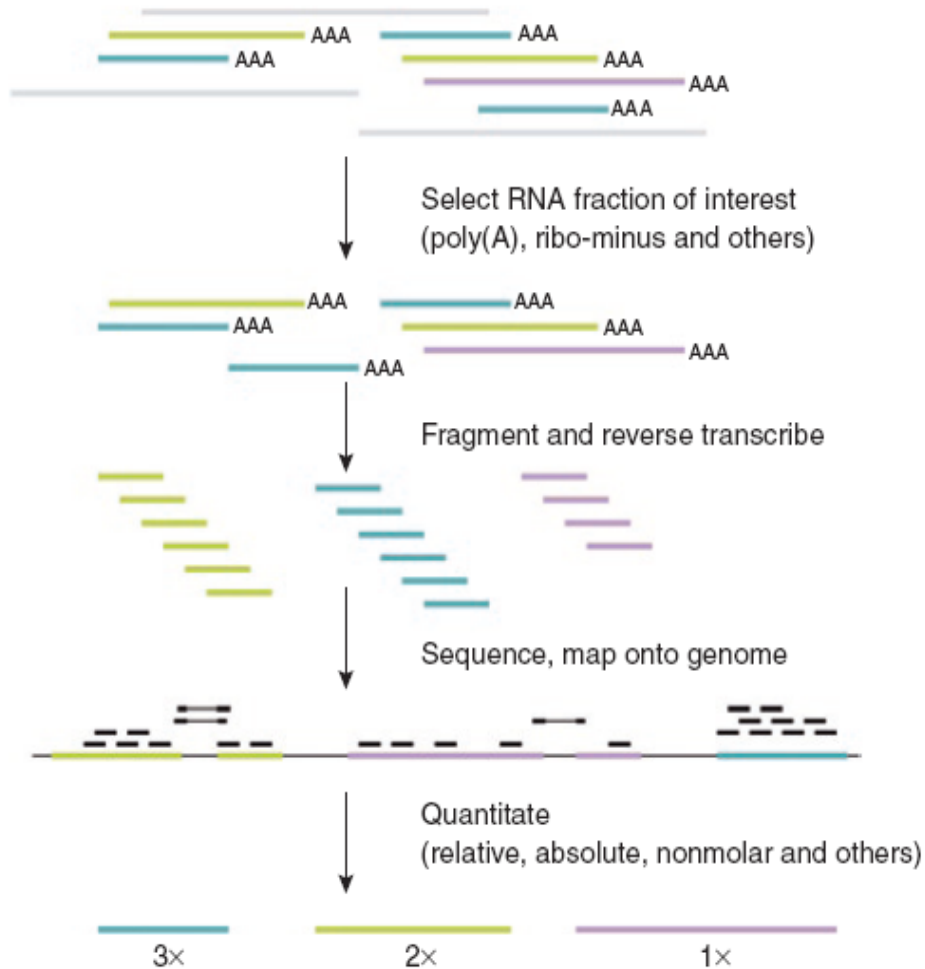 AAA
AAA
AAA
AAA
AAA
AAA
Select RNA fraction of interest
(poly(A), ribo-minus and others)
AAA
AAA
AAA
AAA
AAA
AAA
Fragment and reverse transcribe
Sequence, map onto genome
Quantitate
(relative, absolute, nonmolar and others)
3×
2×
1×